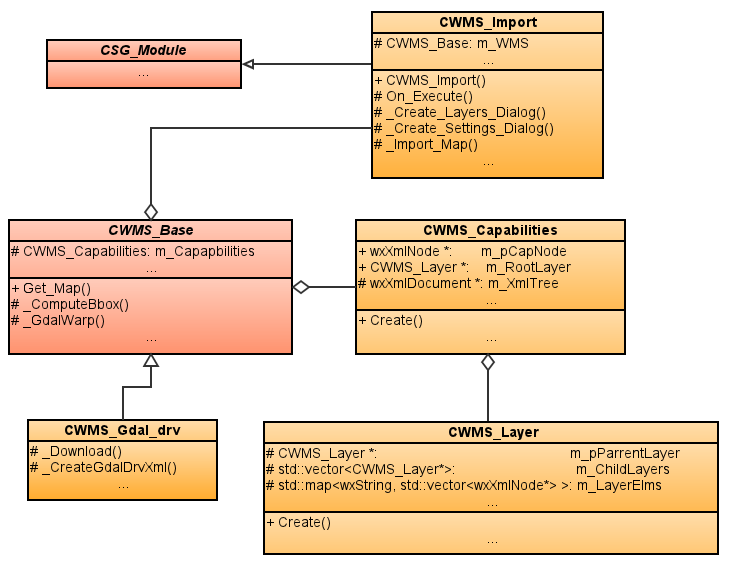 CWMS_Import
# CWMS_Base: m_WMS
...
+ CWMS_Import()
# On_Execute()
# _Create_Layers_Dialog()
# _Create_Settings_Dialog()
# _Import_Map()
...
CSG_Module
...
CWMS_Base
# CWMS_Capabilities: m_Capapbilities
...
+ Get_Map()
# _ComputeBbox()
# _GdalWarp()
...
CWMS_Capabilities
+ wxXmlNode *: m_pCapNode
+ CWMS_Layer *: m_RootLayer
# wxXmlDocument *: m_XmlTree
...
+ Create()
...
CWMS_Gdal_drv
# _Download()
# _CreateGdalDrvXml()
...
CWMS_Layer
# CWMS_Layer *: m_pParrentLayer
# std::vector<CWMS_Layer*>: m_ChildLayers
# std::map<wxString, std::vector<wxXmlNode*> >: m_LayerElms
...
+ Create()
...